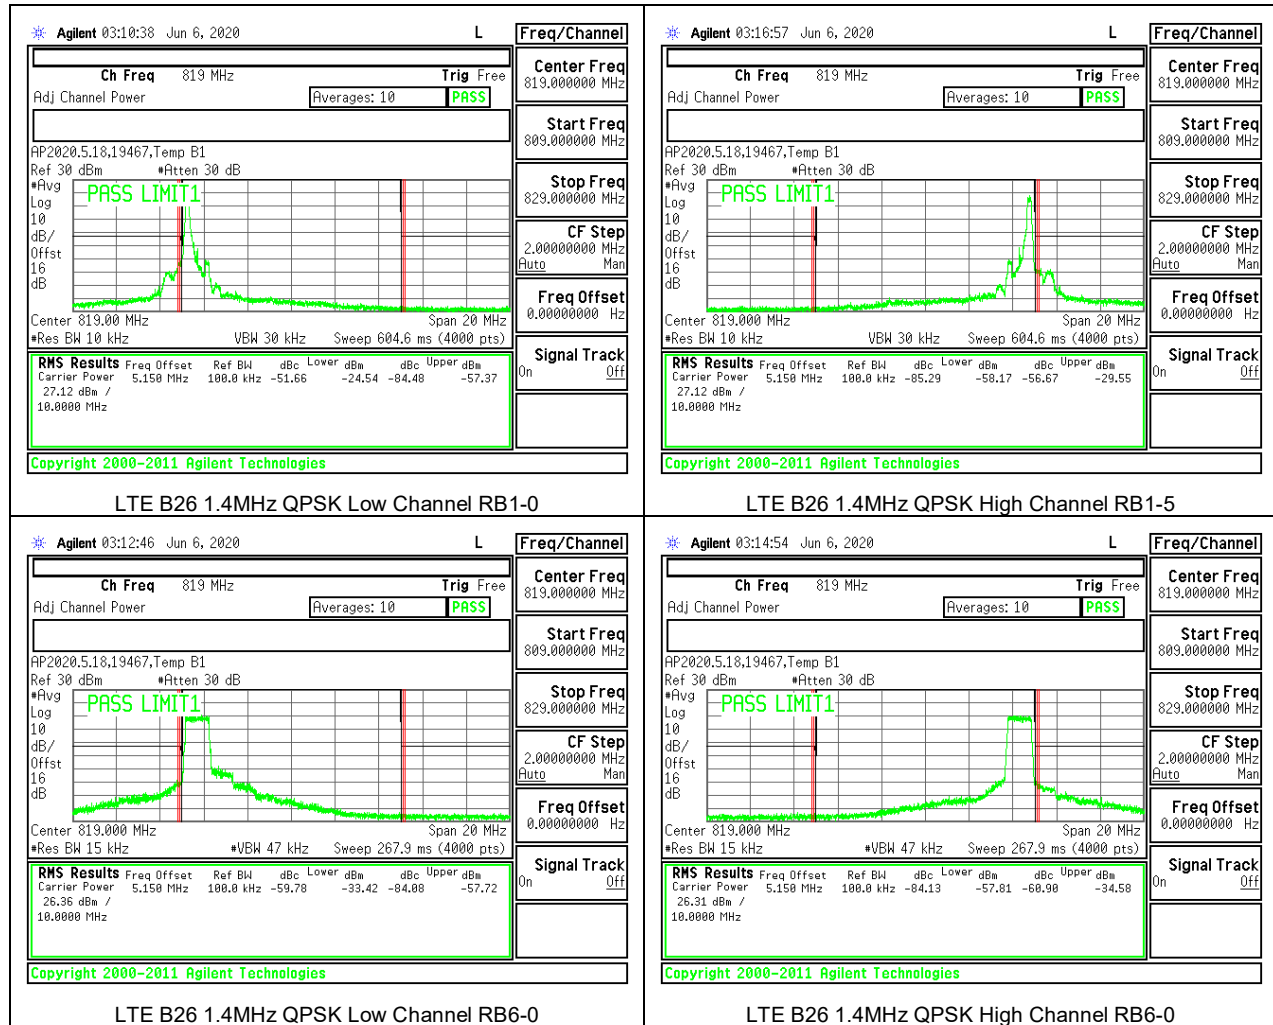 Agilent 03:10:38 Jun 6, 2020 L Freq/Channel
Ch Freq 819 MHz Trig Free
Adj Channel Power Averages: 10 PASS
Center Freq
819.000000 MHz
Start Freq
809.000000 MHz
AP2020.5.18,19467,Temp B1
Ref 30 dBm #Atten 30 dB
#Avg
Log
10
dB/
Offst
16
dB
PASS LIMIT1
Stop Freq
829.000000 MHz
CF Step
2.00000000 MHz
Auto Man
Freq Offset
0.00000000 Hz
Center 819.00 MHz Span 20 MHz
#Res BW 10 kHz VBW 30 kHz Sweep 604.6 ms (4000 pts)
Signal Track
On Off
RMS Results Freq Offset Ref BW dBc Lower dBm dBc Upper dBm
Carrier Power 5.150 MHz 100.0 kHz -51.66 -24.54 -84.48 -57.37
27.12 dBm /
10.0000 MHz
Copyright 2000-2011 Agilent Technologies
LTE B26 1.4MHz QPSK Low Channel RB1-0
Agilent 03:16:57 Jun 6, 2020 L Freq/Channel
Ch Freq 819 MHz Trig Free
Adj Channel Power Averages: 10 PASS
Center Freq
819.000000 MHz
Start Freq
809.000000 MHz
AP2020.5.18,19467,Temp B1
Ref 30 dBm #Atten 30 dB
#Avg
Log
10
dB/
Offst
16
dB
PASS LIMIT1
Stop Freq
829.000000 MHz
CF Step
2.00000000 MHz
Auto Man
Freq Offset
0.00000000 Hz
Center 819.000 MHz Span 20 MHz
#Res BW 10 kHz VBW 30 kHz Sweep 604.6 ms (4000 pts)
Signal Track
On Off
RMS Results Freq Offset Ref BW dBc Lower dBm dBc Upper dBm
Carrier Power 5.150 MHz 100.0 kHz -85.29 -58.17 -56.67 -29.55
27.12 dBm /
10.0000 MHz
Copyright 2000-2011 Agilent Technologies
LTE B26 1.4MHz QPSK High Channel RB1-5
Agilent 03:12:46 Jun 6, 2020 L Freq/Channel
Ch Freq 819 MHz Trig Free
Adj Channel Power Averages: 10 PASS
Center Freq
819.000000 MHz
Start Freq
809.000000 MHz
AP2020.5.18,19467,Temp B1
Ref 30 dBm #Atten 30 dB
#Avg
Log
10
dB/
Offst
16
dB
PASS LIMIT1
Stop Freq
829.000000 MHz
CF Step
2.00000000 MHz
Auto Man
Freq Offset
0.00000000 Hz
Center 819.000 MHz Span 20 MHz
#Res BW 15 kHz #VBW 47 kHz Sweep 267.9 ms (4000 pts)
Signal Track
On Off
RMS Results Freq Offset Ref BW dBc Lower dBm dBc Upper dBm
Carrier Power 5.150 MHz 100.0 kHz -59.78 -33.42 -84.08 -57.72
26.36 dBm /
10.0000 MHz
Copyright 2000-2011 Agilent Technologies
LTE B26 1.4MHz QPSK Low Channel RB6-0
Agilent 03:14:54 Jun 6, 2020 L Freq/Channel
Ch Freq 819 MHz Trig Free
Adj Channel Power Averages: 10 PASS
Center Freq
819.000000 MHz
Start Freq
809.000000 MHz
AP2020.5.18,19467,Temp B1
Ref 30 dBm #Atten 30 dB
#Avg
Log
10
dB/
Offst
16
dB
PASS LIMIT1
Stop Freq
829.000000 MHz
CF Step
2.00000000 MHz
Auto Man
Freq Offset
0.00000000 Hz
Center 819.000 MHz Span 20 MHz
#Res BW 15 kHz #VBW 47 kHz Sweep 267.9 ms (4000 pts)
Signal Track
On Off
RMS Results Freq Offset Ref BW dBc Lower dBm dBc Upper dBm
Carrier Power 5.150 MHz 100.0 kHz -84.13 -57.81 -60.90 -34.58
26.31 dBm /
10.0000 MHz
Copyright 2000-2011 Agilent Technologies
LTE B26 1.4MHz QPSK High Channel RB6-0